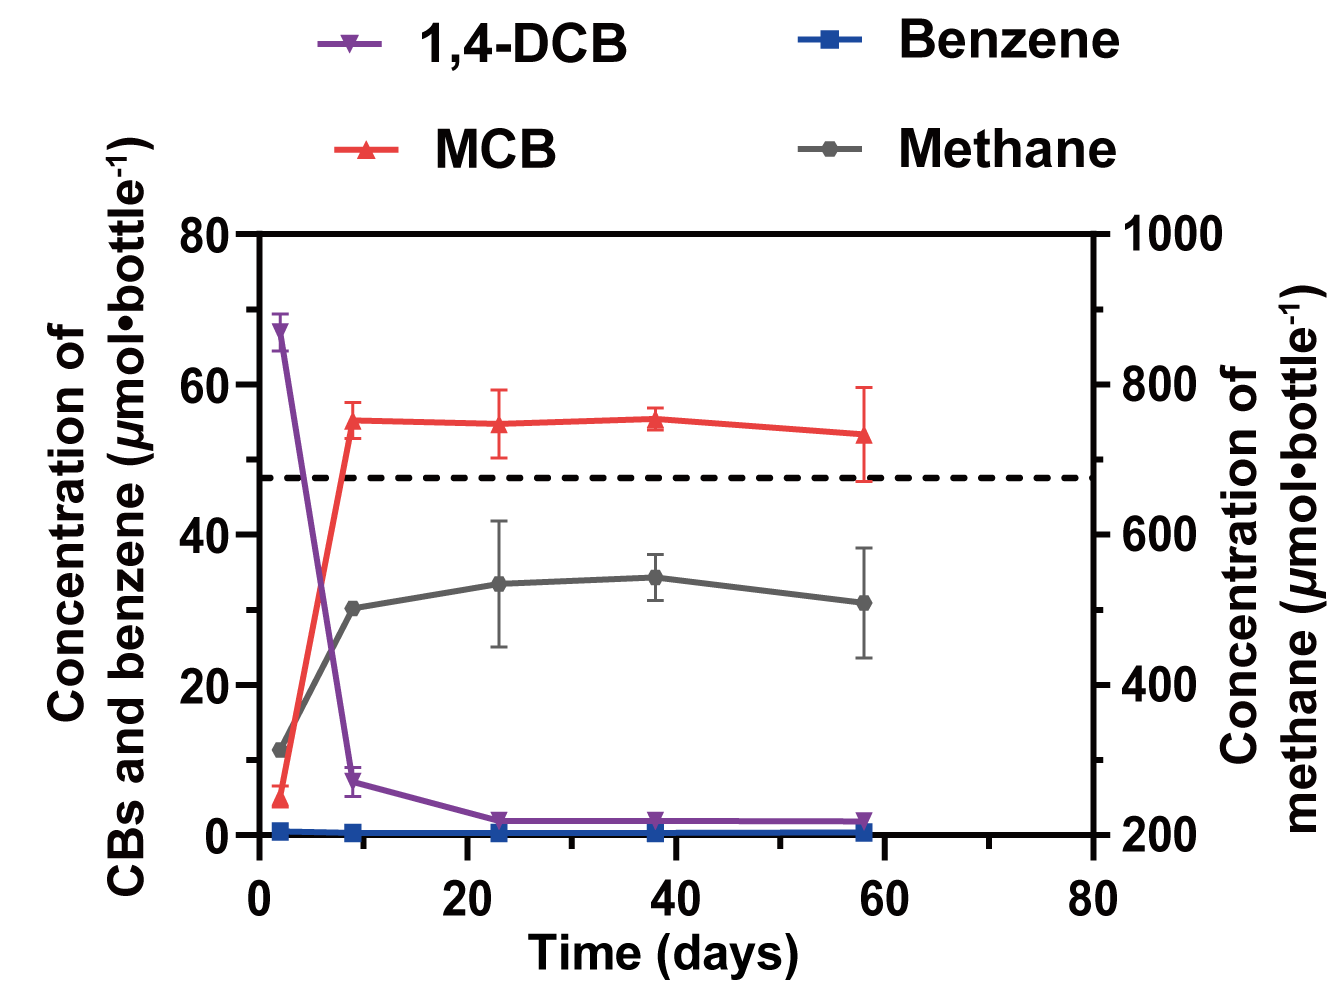 1,4-DCB
Benzene
MCB
Methane
Concentration of
CBs and benzene (µmol•bottle⁻¹)
80
60
40
20
0
1000
800
600
400
200
Concentration of
methane (µmol•bottle⁻¹)
0 20 40 60 80
Time (days)